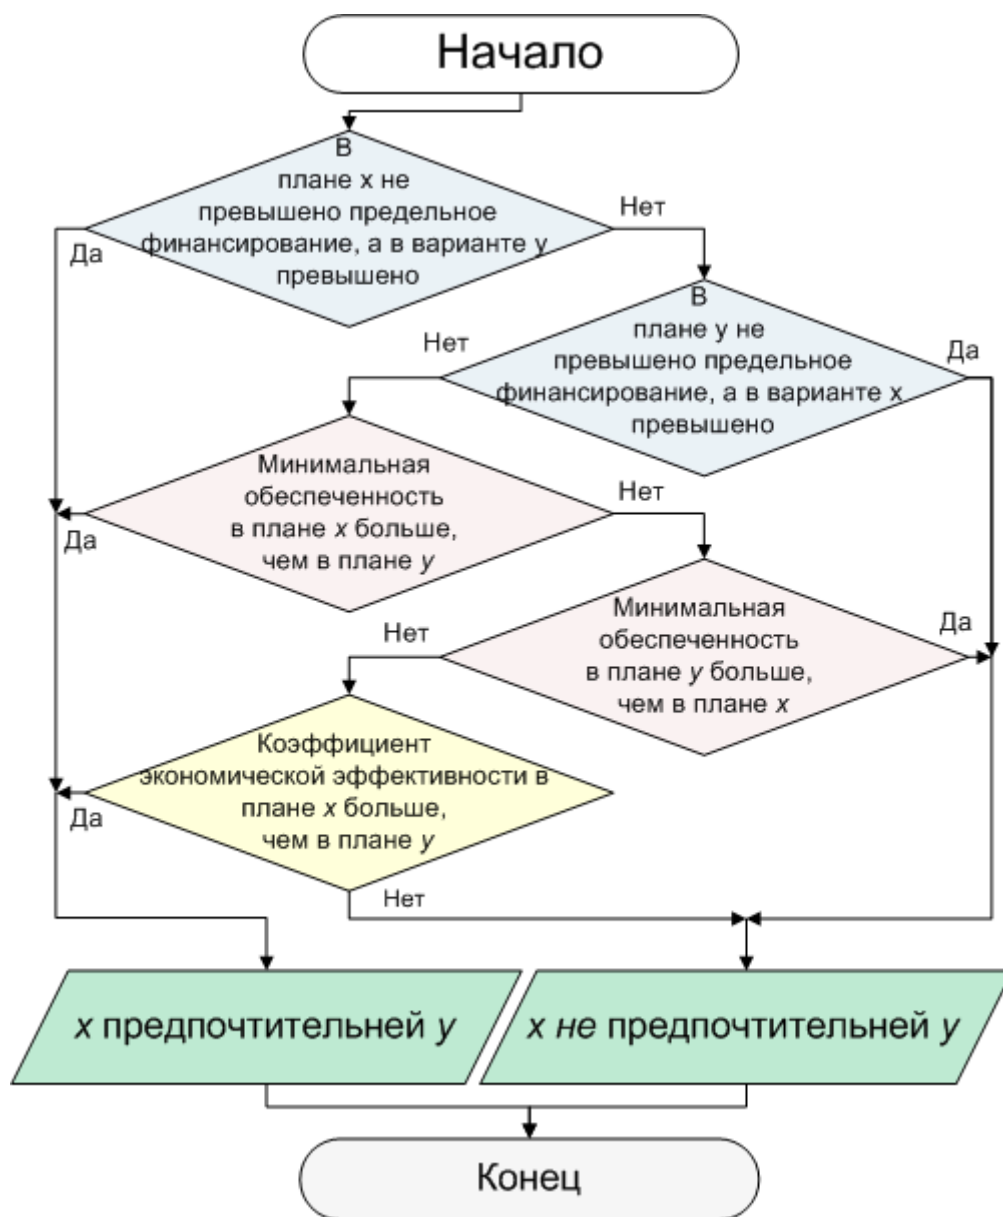 Начало
В
плане x не
превышено предельное
финансирование, а в варианте y
превышено
Да
Нет
В
плане y не
превышено предельное
финансирование, а в варианте x
превышено
Нет
Да
Минимальная
обеспеченность
в плане x больше,
чем в плане y
Да
Нет
Минимальная
обеспеченность
в плане y больше,
чем в плане x
Нет
Да
Коэффициент
экономической эффективности в
плане x больше,
чем в плане y
Да
Нет
x предпочтительней y
x не предпочтительней y
Конец